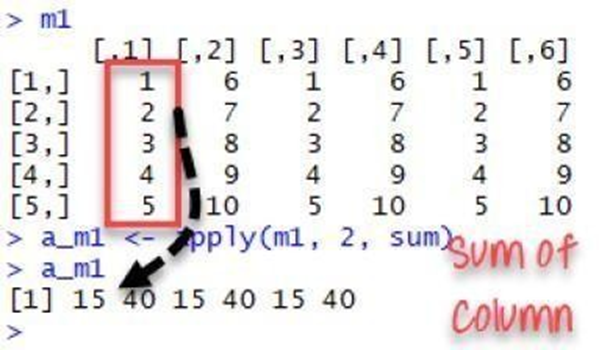 > m1
[,1] [,2] [,3] [,4] [,5] [,6]
[1,] 1 6 1 6 1 6
[2,] 2 7 2 7 2 7
[3,] 3 8 3 8 3 8
[4,] 4 9 4 9 4 9
[5,] 5 10 5 10 5 10
> a_m1 <- apply(m1, 2, sum)
> a_m1
[1] 15 40 15 40 15 40
>
Sum of
Column